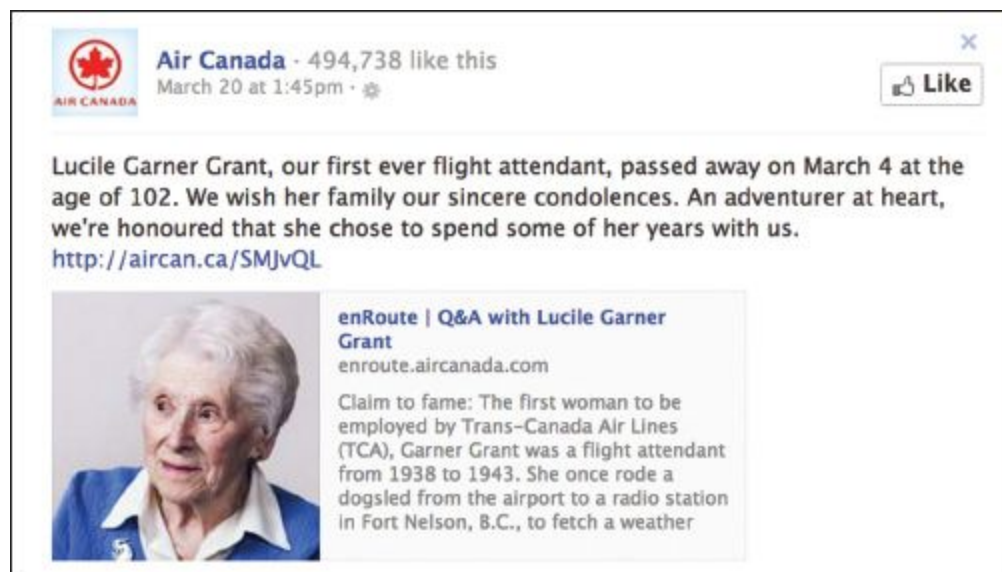 Air Canada · 494,738 like this
March 20 at 1:45pm ·
AIR CANADA
Like
Lucile Garner Grant, our first ever flight attendant, passed away on March 4 at the
age of 102. We wish her family our sincere condolences. An adventurer at heart,
we're honoured that she chose to spend some of her years with us.
http://aircan.ca/SMJvQL
enRoute | Q&A with Lucile Garner
Grant
enroute.aircanada.com
Claim to fame: The first woman to be
employed by Trans-Canada Air Lines
(TCA), Garner Grant was a flight attendant
from 1938 to 1943. She once rode a
dogsled from the airport to a radio station
in Fort Nelson, B.C., to fetch a weather